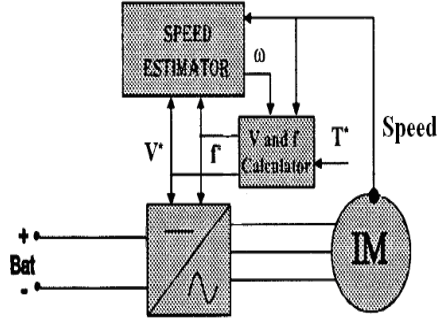 SPEED
ESTIMATOR
ω
V*
f
V and f
Calculator
T*
Speed
+
Bat
-
IM